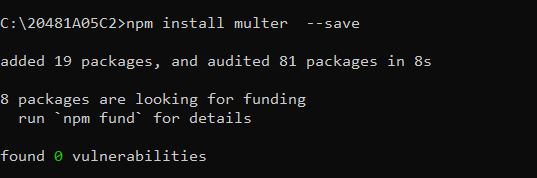 C:\20481A05C2>npm install multer  --save
added 19 packages, and audited 81 packages in 8s
8 packages are looking for funding
  run `npm fund` for details
found 0 vulnerabilities